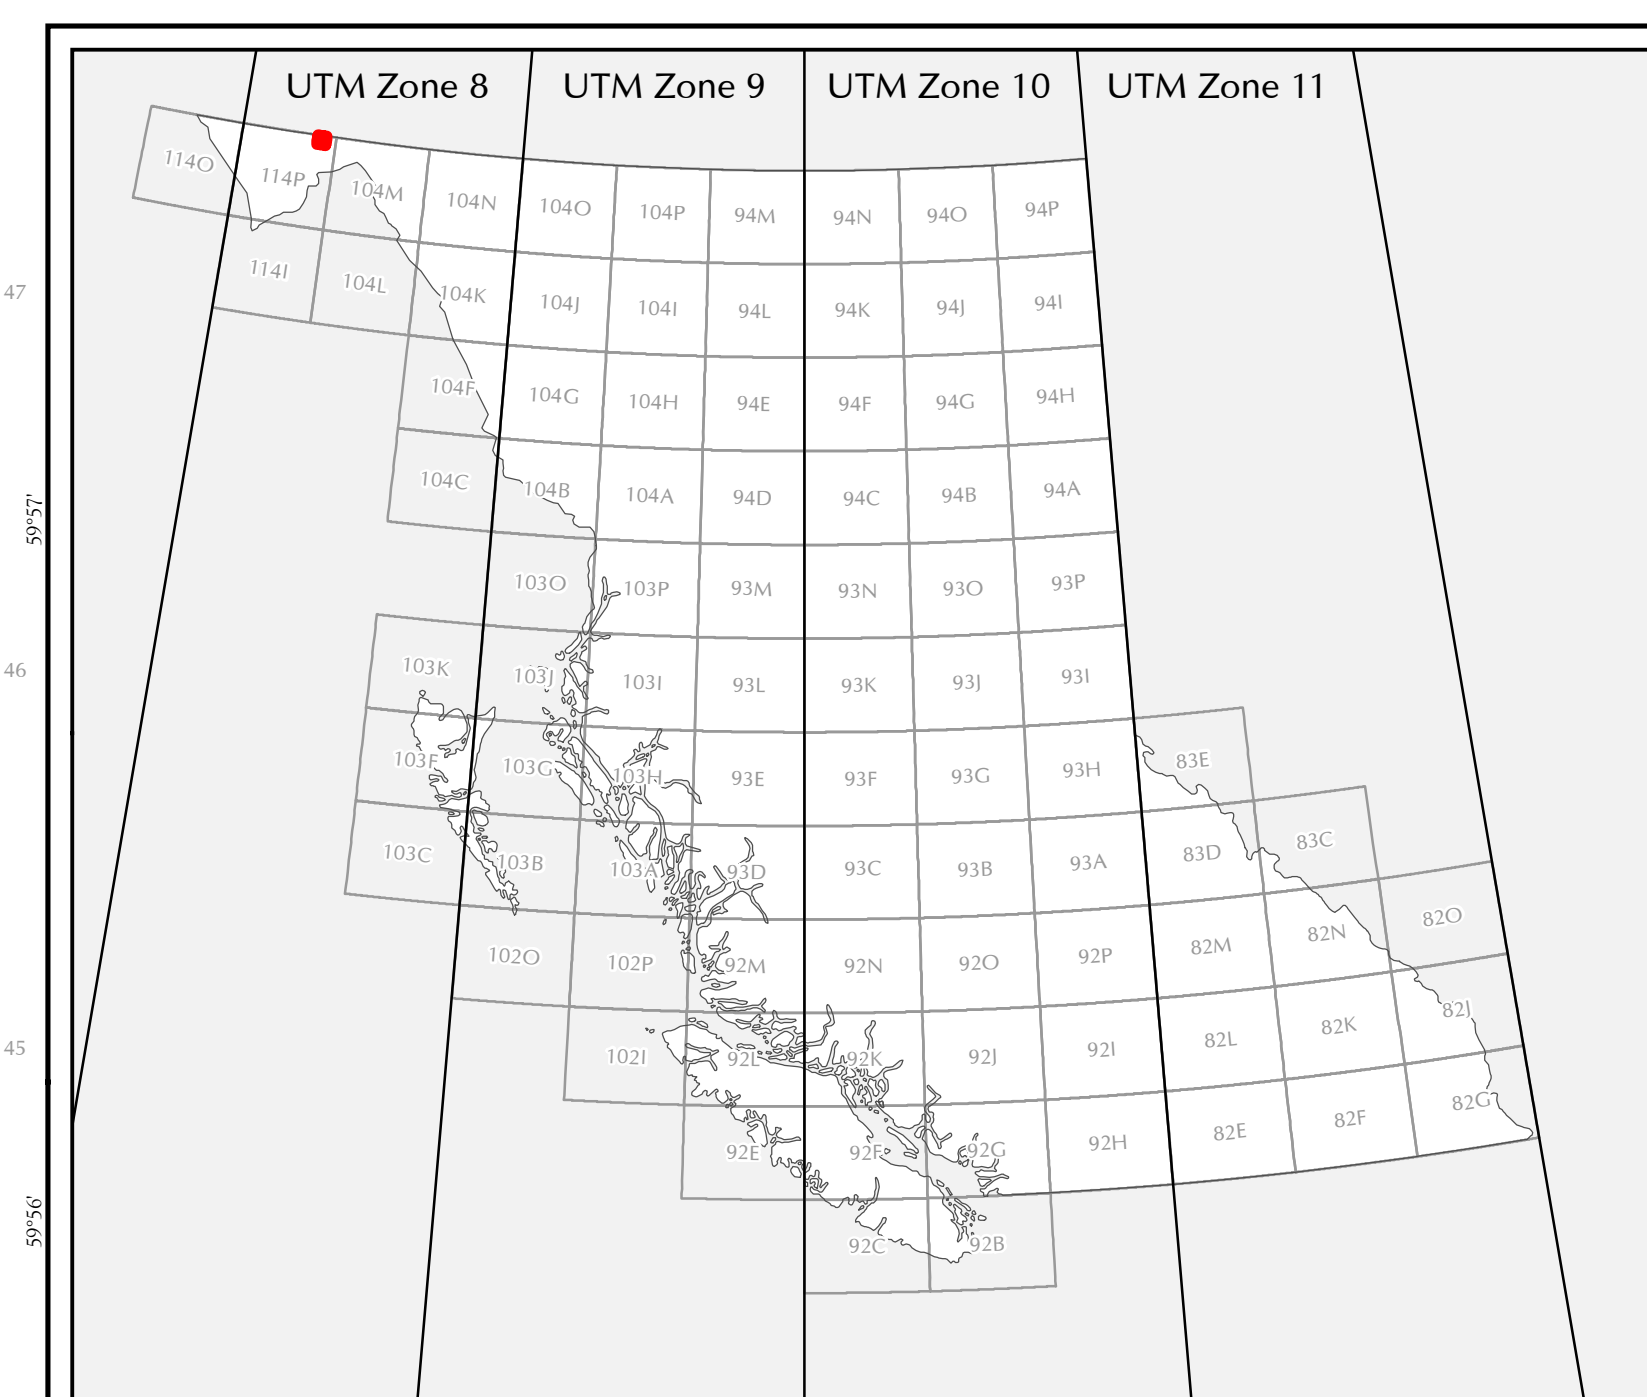 UTM Zone 8 UTM Zone 9 UTM Zone 10 UTM Zone 11
114O 114P 104M 104N 104O 104P 94M 94N 94O 94P
114I 104L 104K 104J 104I 94L 94K 94J 94I
47
104F 104G 104H 94E 94F 94G 94H
104C 104B 104A 94D 94C 94B 94A
59°57'
103O 103P 93M 93N 93O 93P
103K 103J 103I 93L 93K 93J 93I
46
103F 103G 103H 93E 93F 93G 93H 83E
103C 103B 103A 93D 93C 93B 93A 83D 83C
102O 102P 92M 92N 92O 92P 82M 82N 82O
102I 92L 92K 92J 92I 82L 82K 82J
45
92E 92F 92G 92H 82E 82F 82G
59°56'
92C 92B